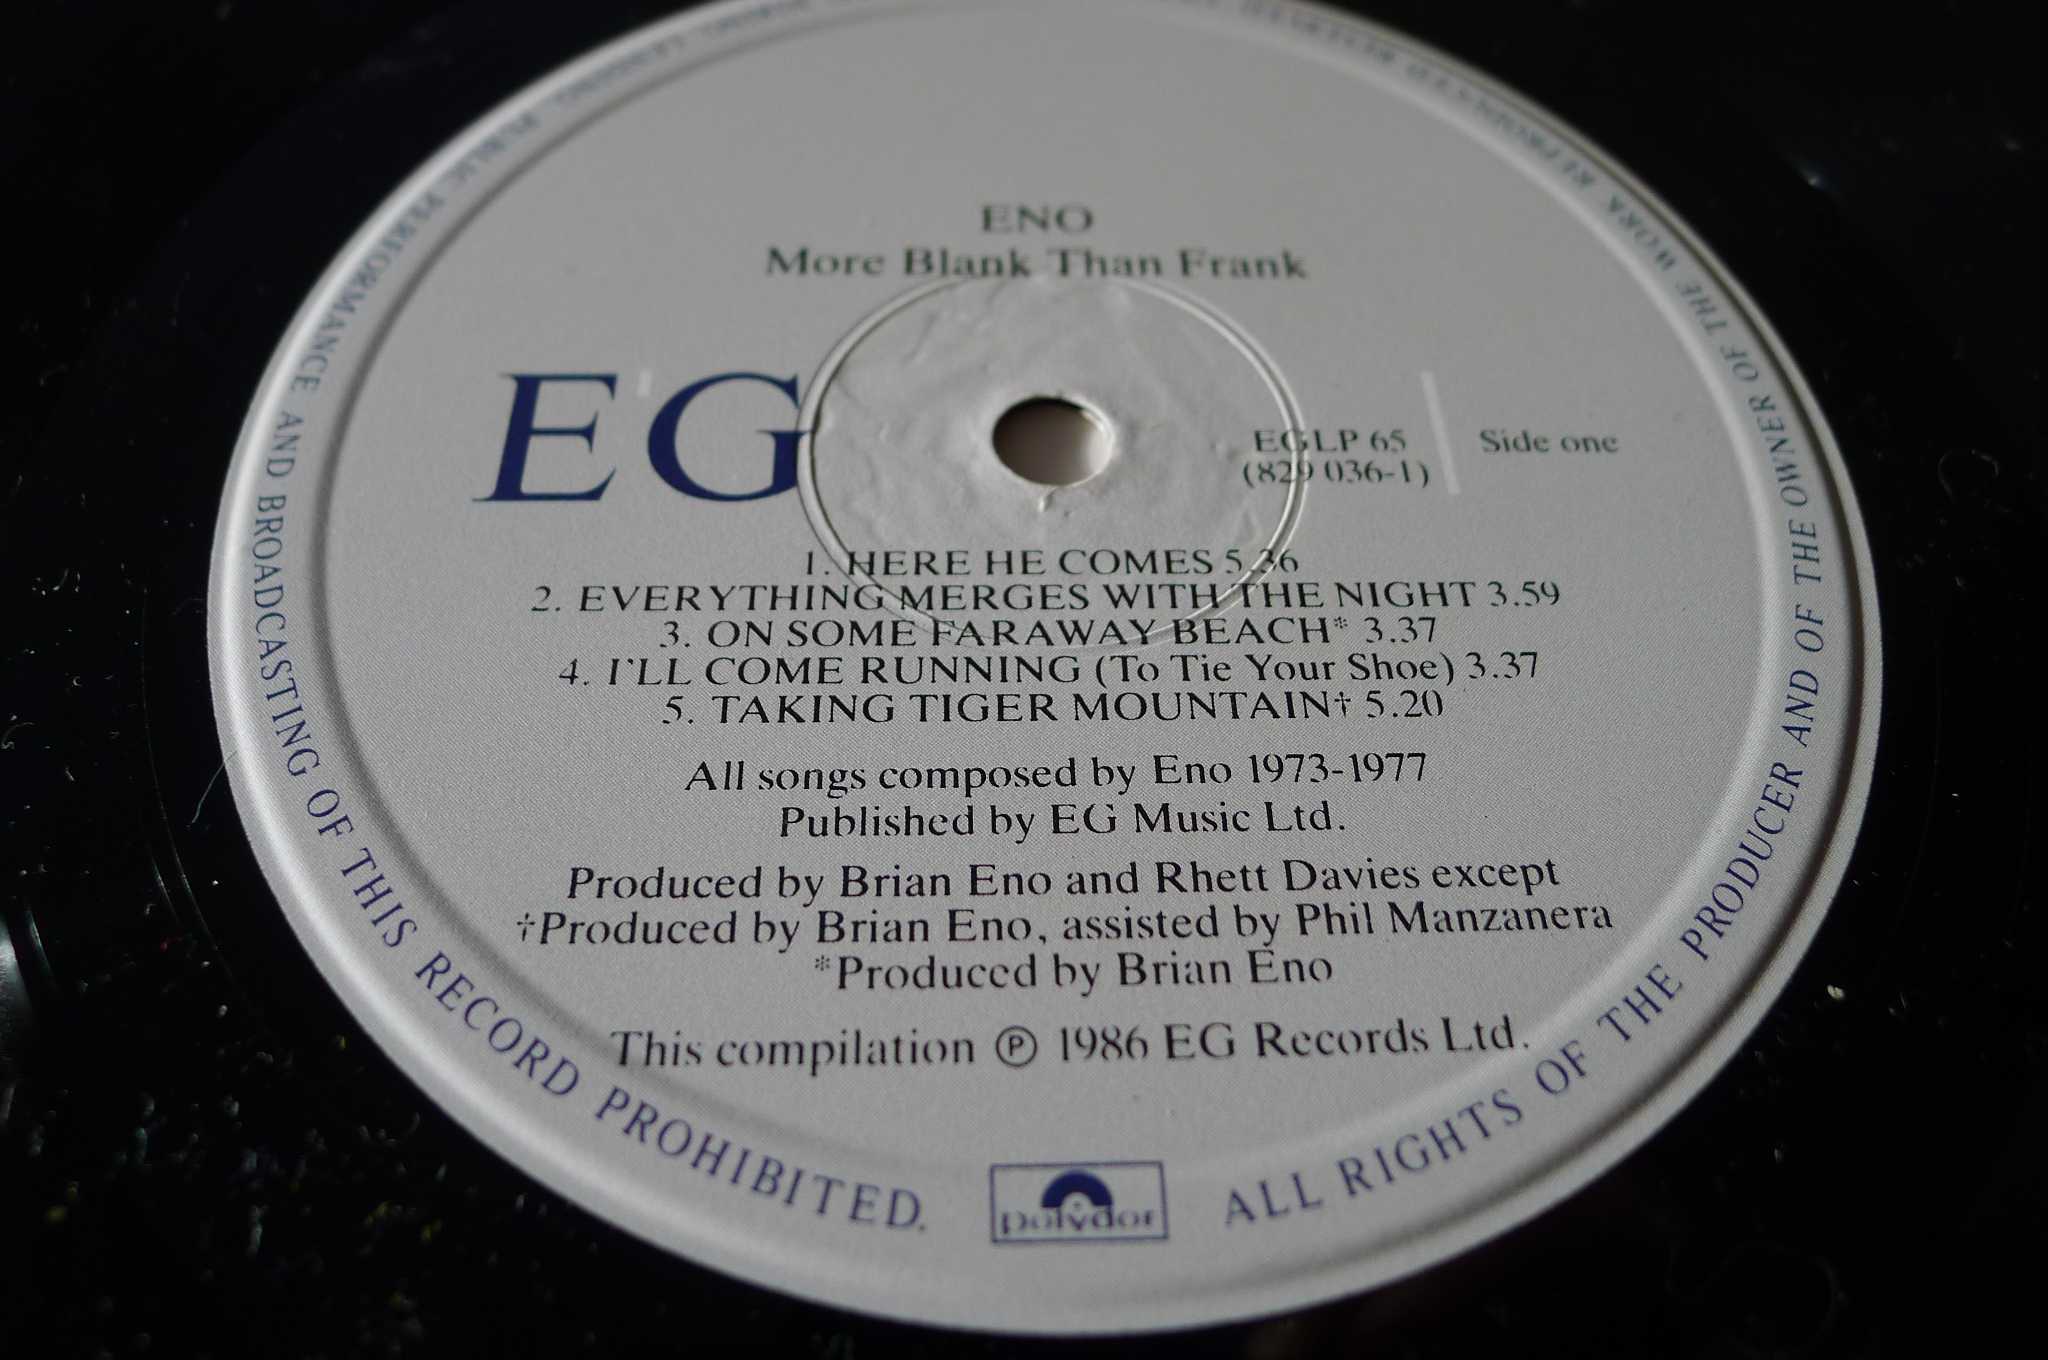 ENO
More Blank Than Frank
EG
EGLP 65
(829 036-1)
Side one
1. HERE HE COMES 5.36
2. EVERYTHING MERGES WITH THE NIGHT 3.59
3. ON SOME FARAWAY BEACH* 3.37
4. I'LL COME RUNNING (To Tie Your Shoe) 3.37
5. TAKING TIGER MOUNTAIN† 5.20
All songs composed by Eno 1973-1977
Published by EG Music Ltd.
Produced by Brian Eno and Rhett Davies except
†Produced by Brian Eno, assisted by Phil Manzanera
*Produced by Brian Eno
This compilation ℗ 1986 EG Records Ltd.
polydor
ALL RIGHTS OF THE PRODUCER AND OF THE OWNER OF THE WORK REPRODUCED RESERVED
PUBLIC PERFORMANCE AND BROADCASTING OF THIS RECORD PROHIBITED.